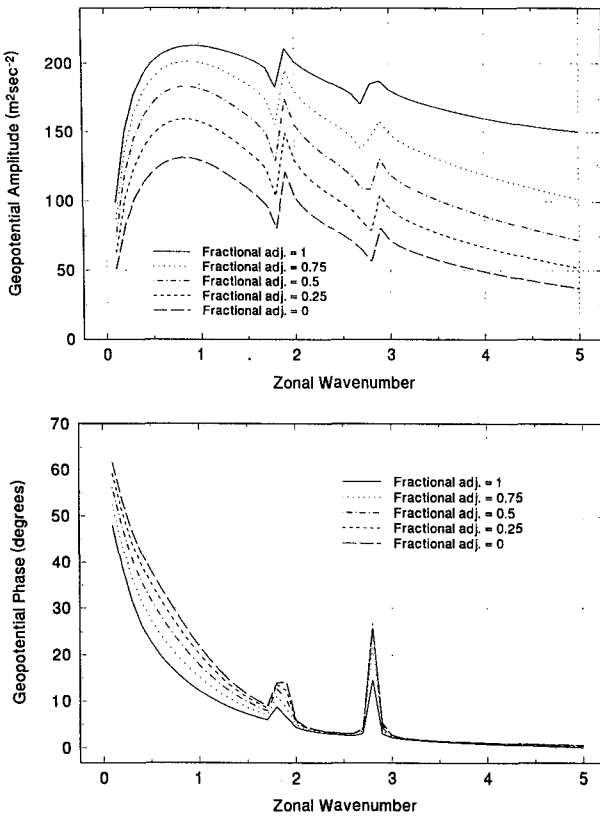 Geopotential Amplitude (m²sec⁻²)
200
150
100
50
0
Fractional adj. = 1
Fractional adj. = 0.75
Fractional adj. = 0.5
Fractional adj. = 0.25
Fractional adj. = 0
0 1 2 3 4 5
Zonal Wavenumber
Geopotential Phase (degrees)
70
60
50
40
30
20
10
0
Fractional adj. = 1
Fractional adj. = 0.75
Fractional adj. = 0.5
Fractional adj. = 0.25
Fractional adj. = 0
0 1 2 3 4 5
Zonal Wavenumber